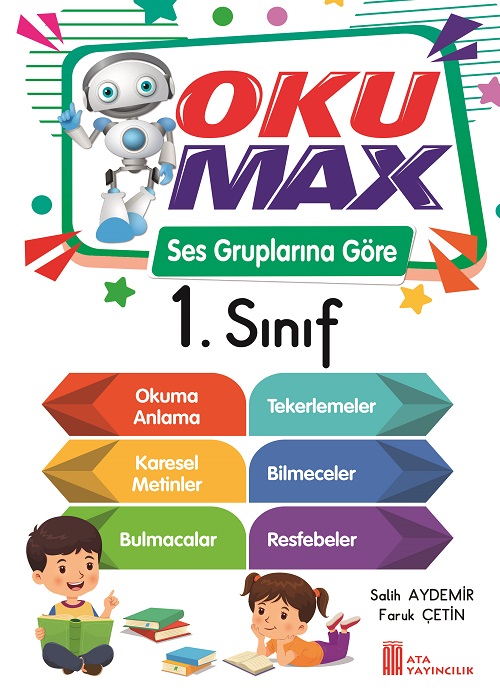 OKU
MAX
Ses Gruplarına Göre
1. Sınıf
Okuma
Anlama
Tekerlemeler
Karesel
Metinler
Bilmeceler
Bulmacalar
Resfebeler
Salih AYDEMİR
Faruk ÇETİN
ATA
YAYINCILIK